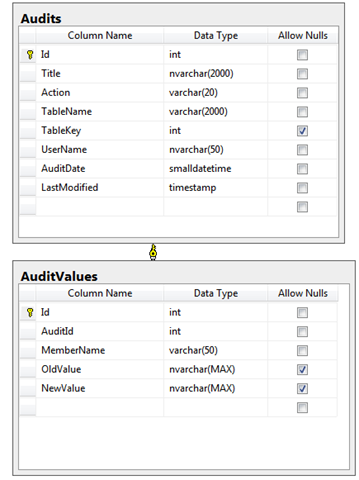 Audits
Column Name Data Type Allow Nulls
Id int
Title nvarchar(2000)
Action varchar(20)
TableName varchar(2000)
TableKey int
UserName nvarchar(50)
AuditDate smalldatetime
LastModified timestamp
AuditValues
Column Name Data Type Allow Nulls
Id int
AuditId int
MemberName varchar(50)
OldValue nvarchar(MAX)
NewValue nvarchar(MAX)